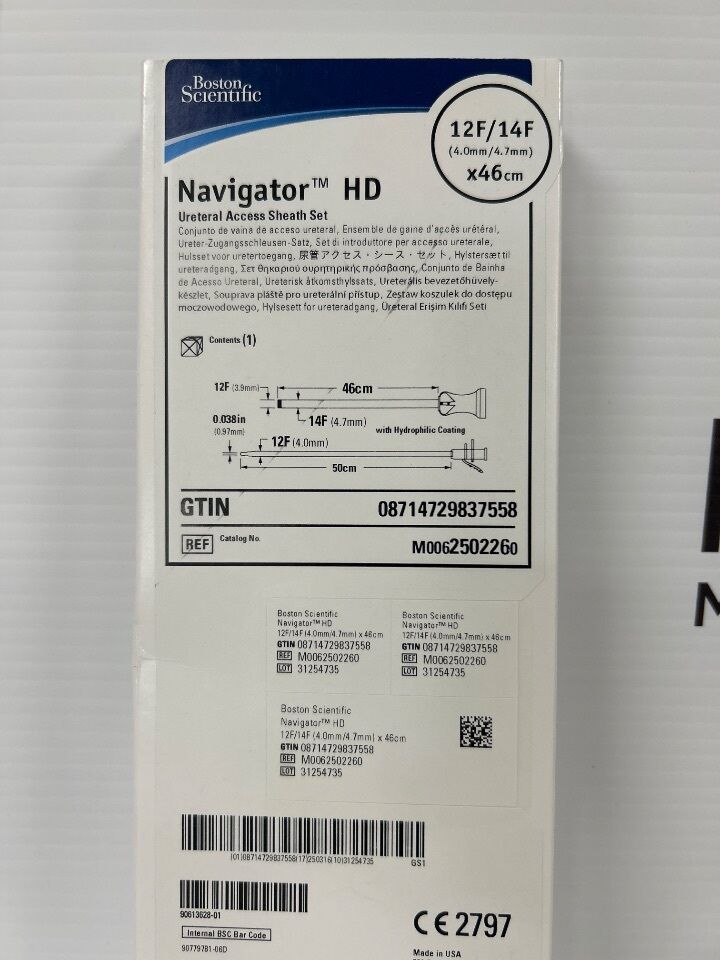 Boston
Scientific
12F/14F
(4.0mm/4.7mm)
x46cm
Navigator™ HD
Ureteral Access Sheath Set
Conjunto de vaina de acceso ureteral, Ensemble de gaine d'accès urétéral,
Ureter-Zugangsschleusen-Satz, Set di introduttore per accesso ureterale,
Hulsset voor uretertoegang, 尿管アクセス・シース・セット, Hylstersæt til
ureteradgang, Σετ θηκαριού ουρητηρικής πρόσβασης, Conjunto de Bainha
de Acesso Ureteral, Ureterisk åtkomsthylssats, Ureterális bevezetőhüvely-
készlet, Souprava pláště pro ureterální přístup, Zestaw koszulek do dostępu
moczowodowego, Hylsesett for ureteradgang, Üreteral Erişim Kılıfı Seti
Contents (1)
12F (3.9mm)
46cm
14F (4.7mm)
with Hydrophilic Coating
0.038in
(0.97mm)
12F (4.0mm)
50cm
GTIN 08714729837558
REF Catalog No. M0062502260
Boston Scientific
Navigator™ HD
12F/14F (4.0mm/4.7mm) x 46cm
GTIN 08714729837558
REF M0062502260
LOT 31254735
Boston Scientific
Navigator™ HD
12F/14F (4.0mm/4.7mm) x 46cm
GTIN 08714729837558
REF M0062502260
LOT 31254735
Boston Scientific
Navigator™ HD
12F/14F (4.0mm/4.7mm) x 46cm
GTIN 08714729837558
REF M0062502260
LOT 31254735
(01)08714729837558(17)250316(10)31254735
GS1
90613628-01
Internal BSC Bar Code
90779781-06D
CE 2797
Made in USA